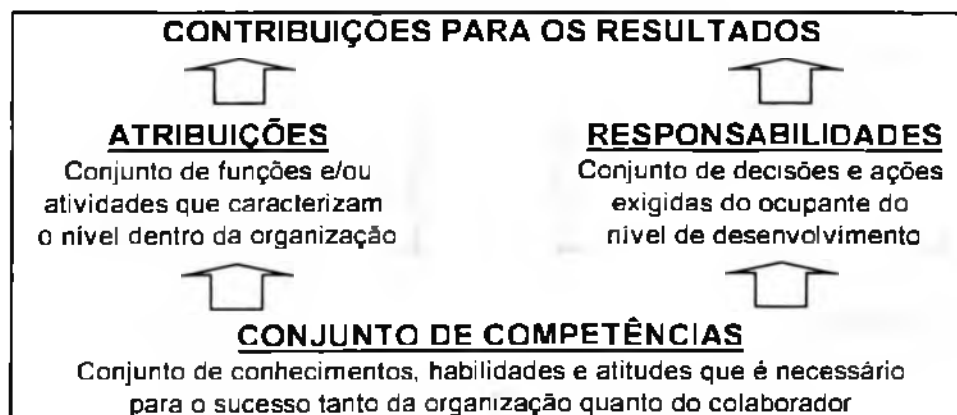 CONTRIBUIÇÕES PARA OS RESULTADOS
ATRIBUIÇÕES
Conjunto de funções e/ou
atividades que caracterizam
o nível dentro da organização
RESPONSABILIDADES
Conjunto de decisões e ações
exigidas do ocupante do
nível de desenvolvimento
CONJUNTO DE COMPETÊNCIAS
Conjunto de conhecimentos, habilidades e atitudes que é necessário
para o sucesso tanto da organização quanto do colaborador